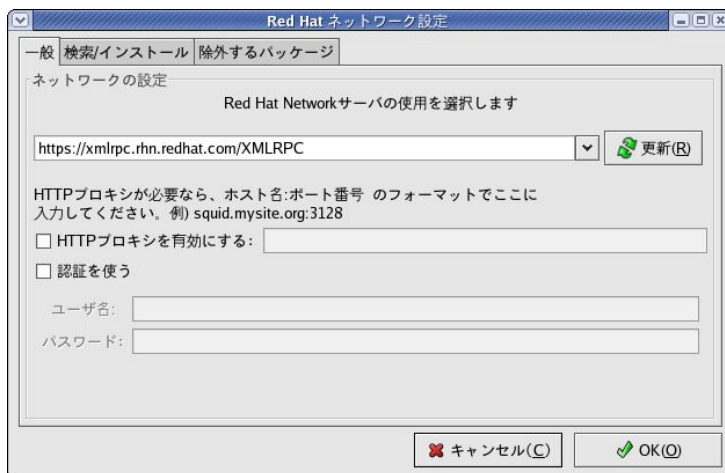 Red Hat ネットワーク設定
一般 検索/インストール 除外するパッケージ
ネットワークの設定
Red Hat Networkサーバの使用を選択します
https://xmlrpc.rhn.redhat.com/XMLRPC 更新(R)
HTTPプロキシが必要なら、ホスト名:ポート番号 のフォーマットでここに
入力してください。例) squid.mysite.org:3128
HTTPプロキシを有効にする:
認証を使う
ユーザ名:
パスワード:
キャンセル(C) OK(O)